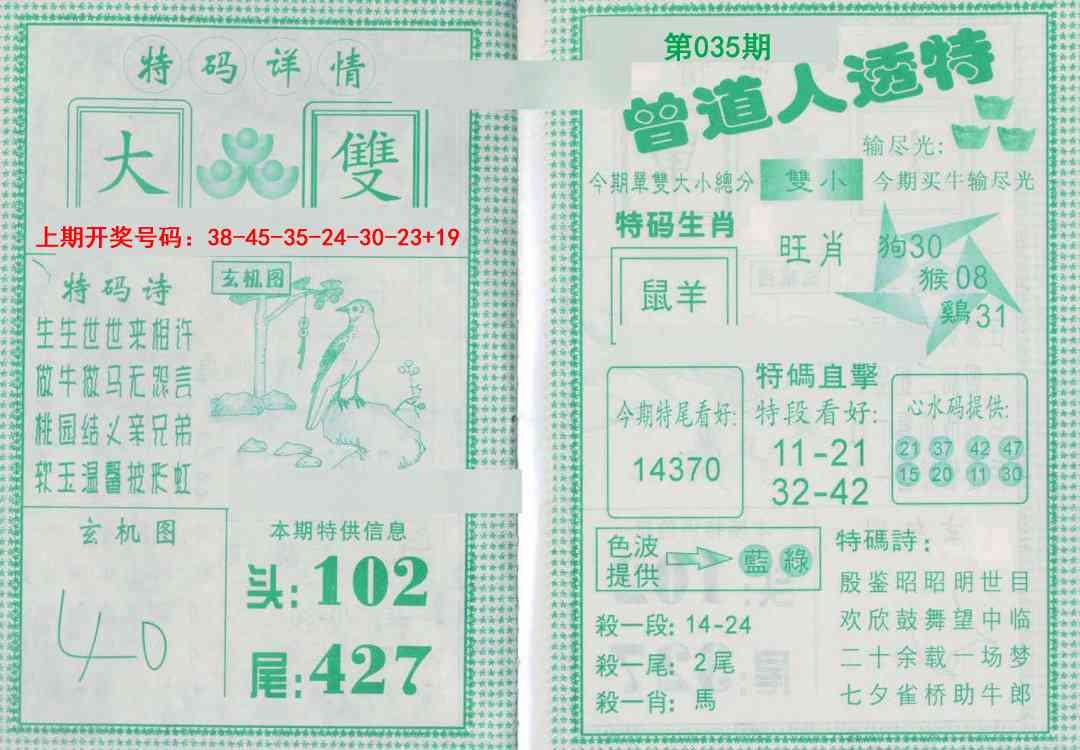 特码详情
大 雙
上期开奖号码：38-45-35-24-30-23+19
特码诗
生生世世来相许
做牛做马无怨言
桃园结义亲兄弟
软玉温馨披彩虹
玄机图
玄机图
40
本期特供信息
头:102
尾:427
第035期
曾道人透特
输尽光:
今期單雙大小總分 雙小 今期买牛输尽光
特码生肖
鼠羊
旺肖
狗30
猴08
鷄31
今期特尾看好:
14370
特碼直擊
特段看好:
11-21
32-42
心水码提供:
21 37 42 47
15 20 11 30
色波
提供
藍 綠
殺一段: 14-24
殺一尾: 2尾
殺一肖: 馬
特碼詩:
殷鉴昭昭明世目
欢欣鼓舞望中临
二十余载一场梦
七夕雀桥助牛郎